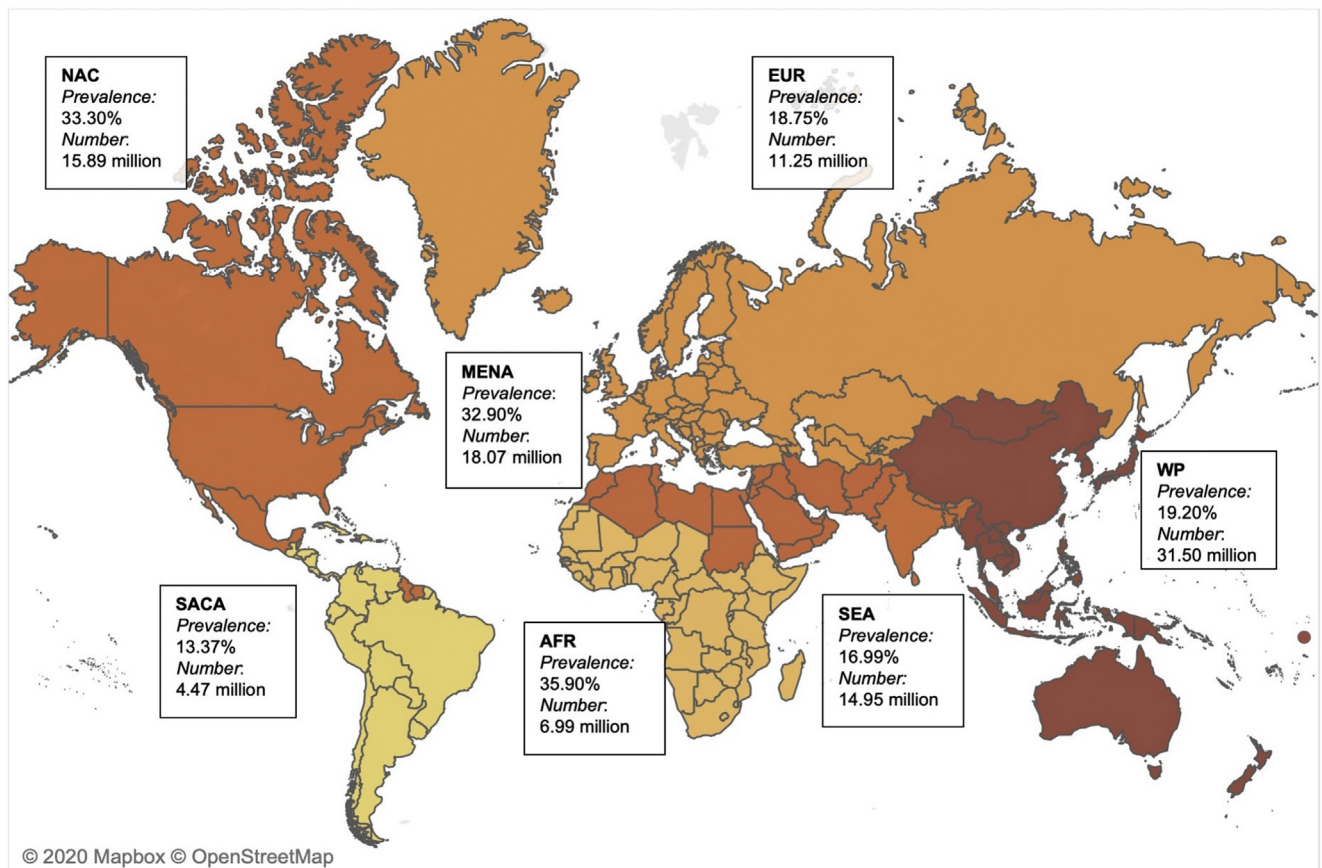 NAC
Prevalence:
33.30%
Number:
15.89 million
EUR
Prevalence:
18.75%
Number:
11.25 million
MENA
Prevalence:
32.90%
Number:
18.07 million
WP
Prevalence:
19.20%
Number:
31.50 million
SACA
Prevalence:
13.37%
Number:
4.47 million
AFR
Prevalence:
35.90%
Number:
6.99 million
SEA
Prevalence:
16.99%
Number:
14.95 million
© 2020 Mapbox © OpenStreetMap